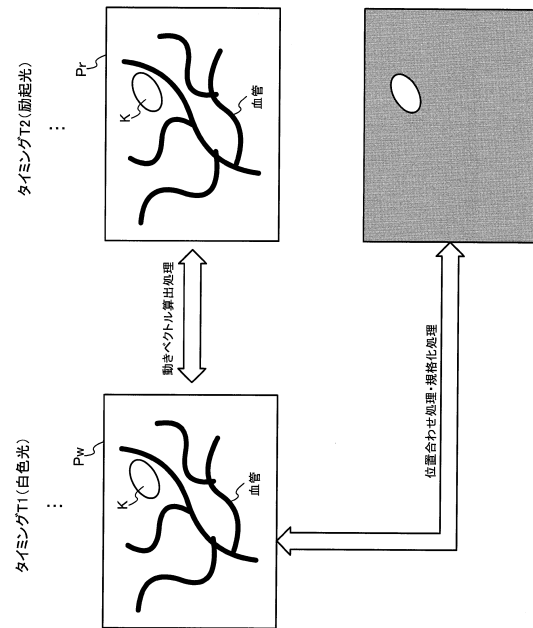 タイミングT1(白色光)
⋯
Pw
K
血管
動きベクトル算出処理
タイミングT2(励起光)
⋯
Pr
K
血管
位置合わせ処理・規格化処理